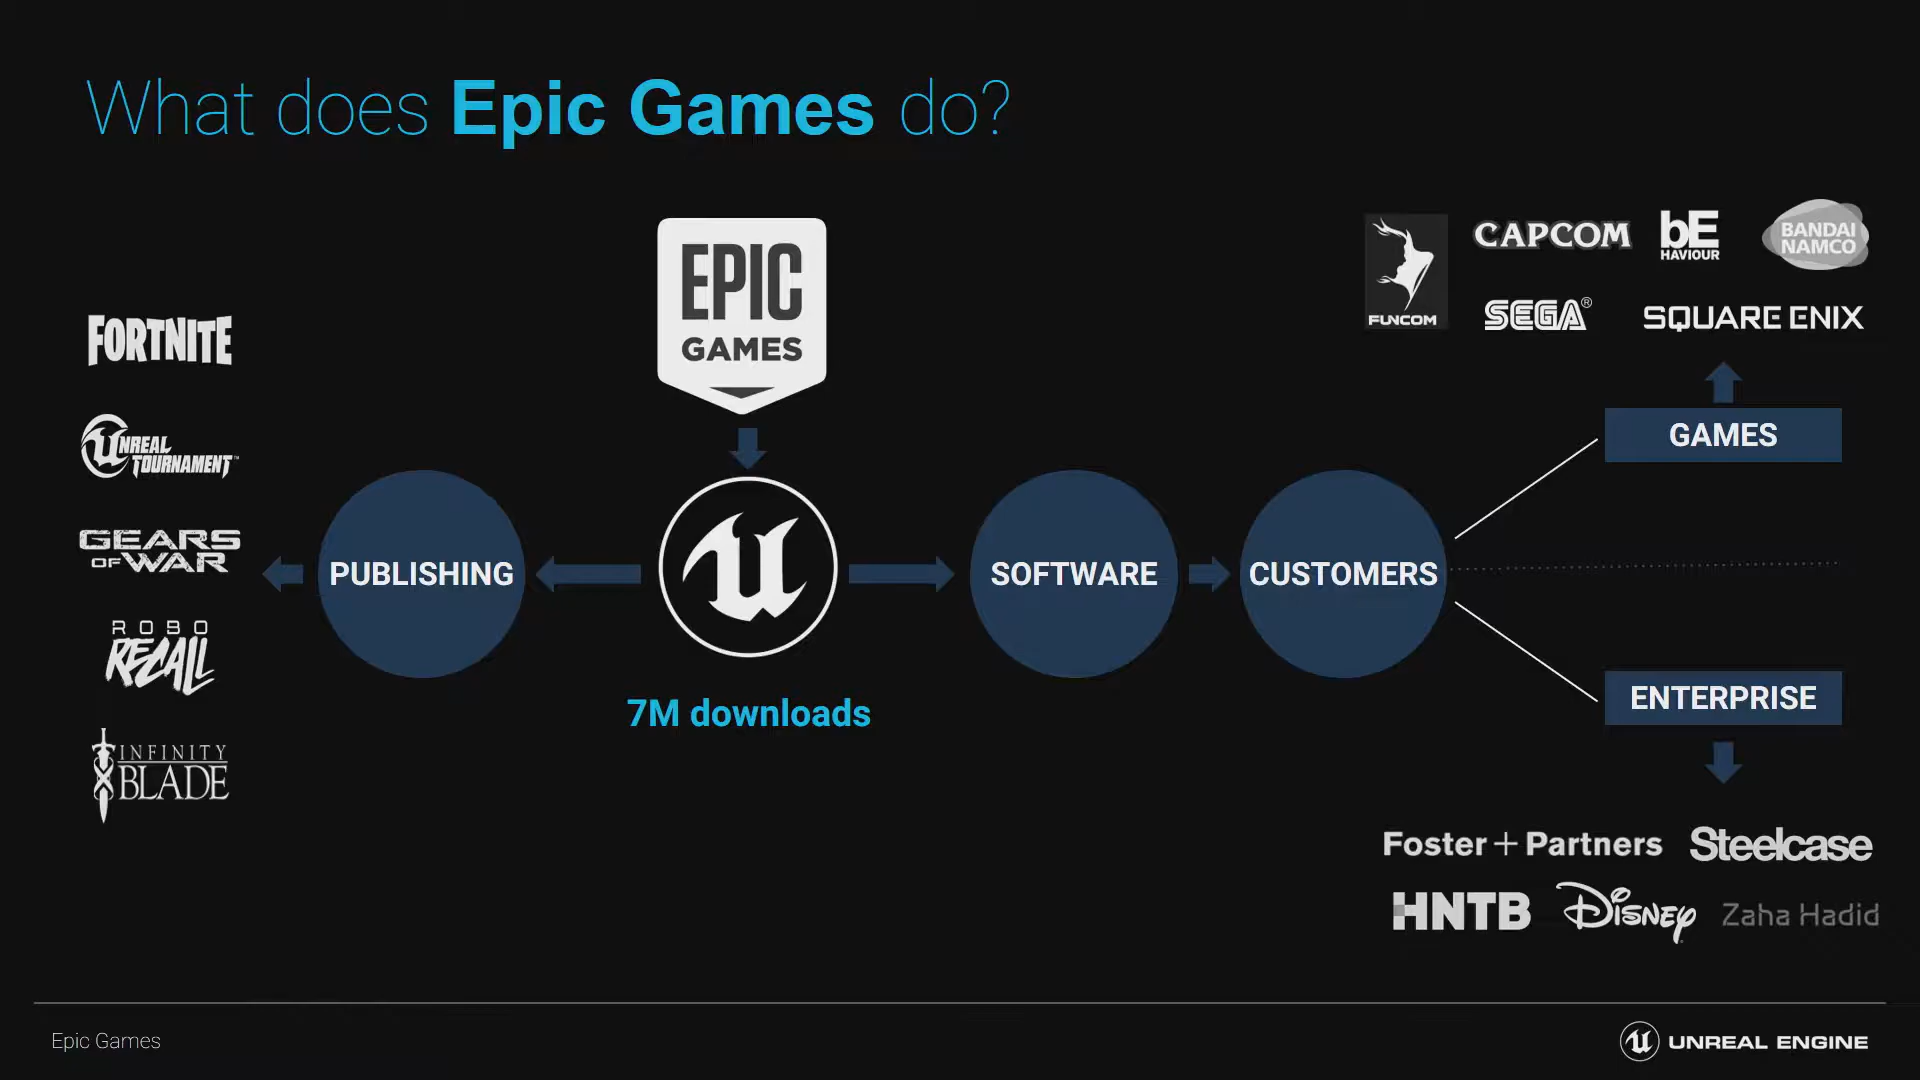 What does Epic Games do?
EPIC
GAMES
FORTNITE
UNREAL
TOURNAMENT™
GEARS
OF WAR
ROBO
RECALL
INFINITY
BLADE
PUBLISHING
7M downloads
SOFTWARE
CUSTOMERS
FUNCOM
CAPCOM
bE
HAVIOUR
BANDAI
NAMCO
SEGA®
SQUARE ENIX
GAMES
ENTERPRISE
Foster + Partners
Steelcase
HNTB
Disney
Zaha Hadid
Epic Games
UNREAL ENGINE